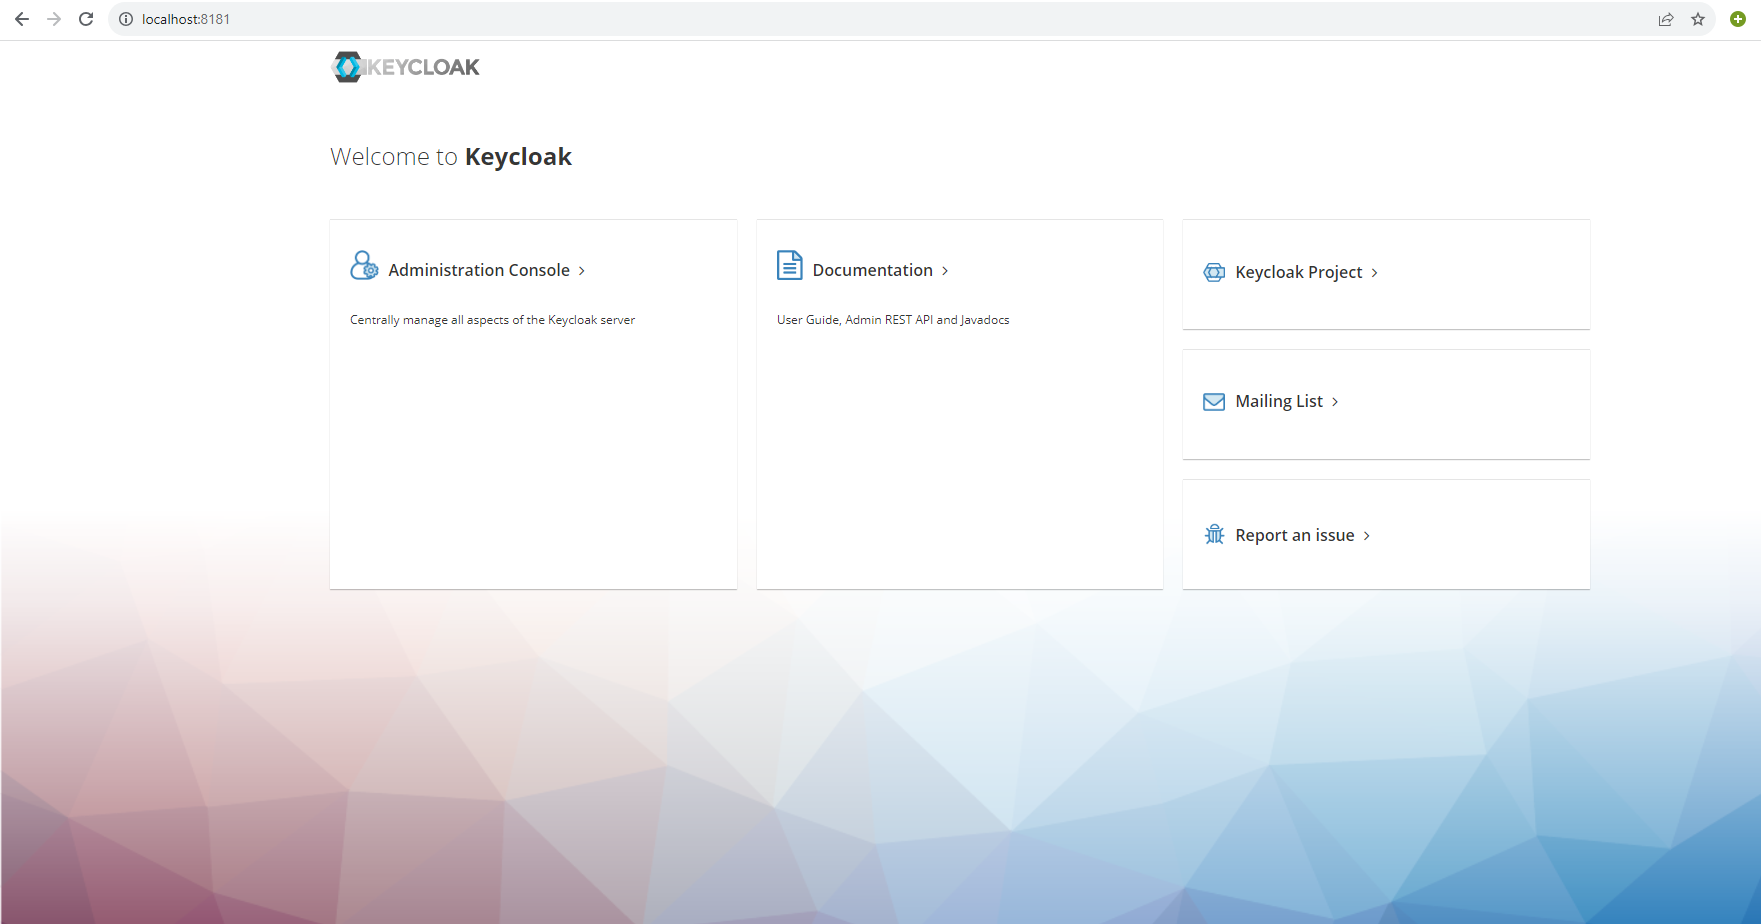 localhost:8181
KEYCLOAK
Welcome to Keycloak
Administration Console
Centrally manage all aspects of the Keycloak server
Documentation
User Guide, Admin REST API and Javadocs
Keycloak Project
Mailing List
Report an issue